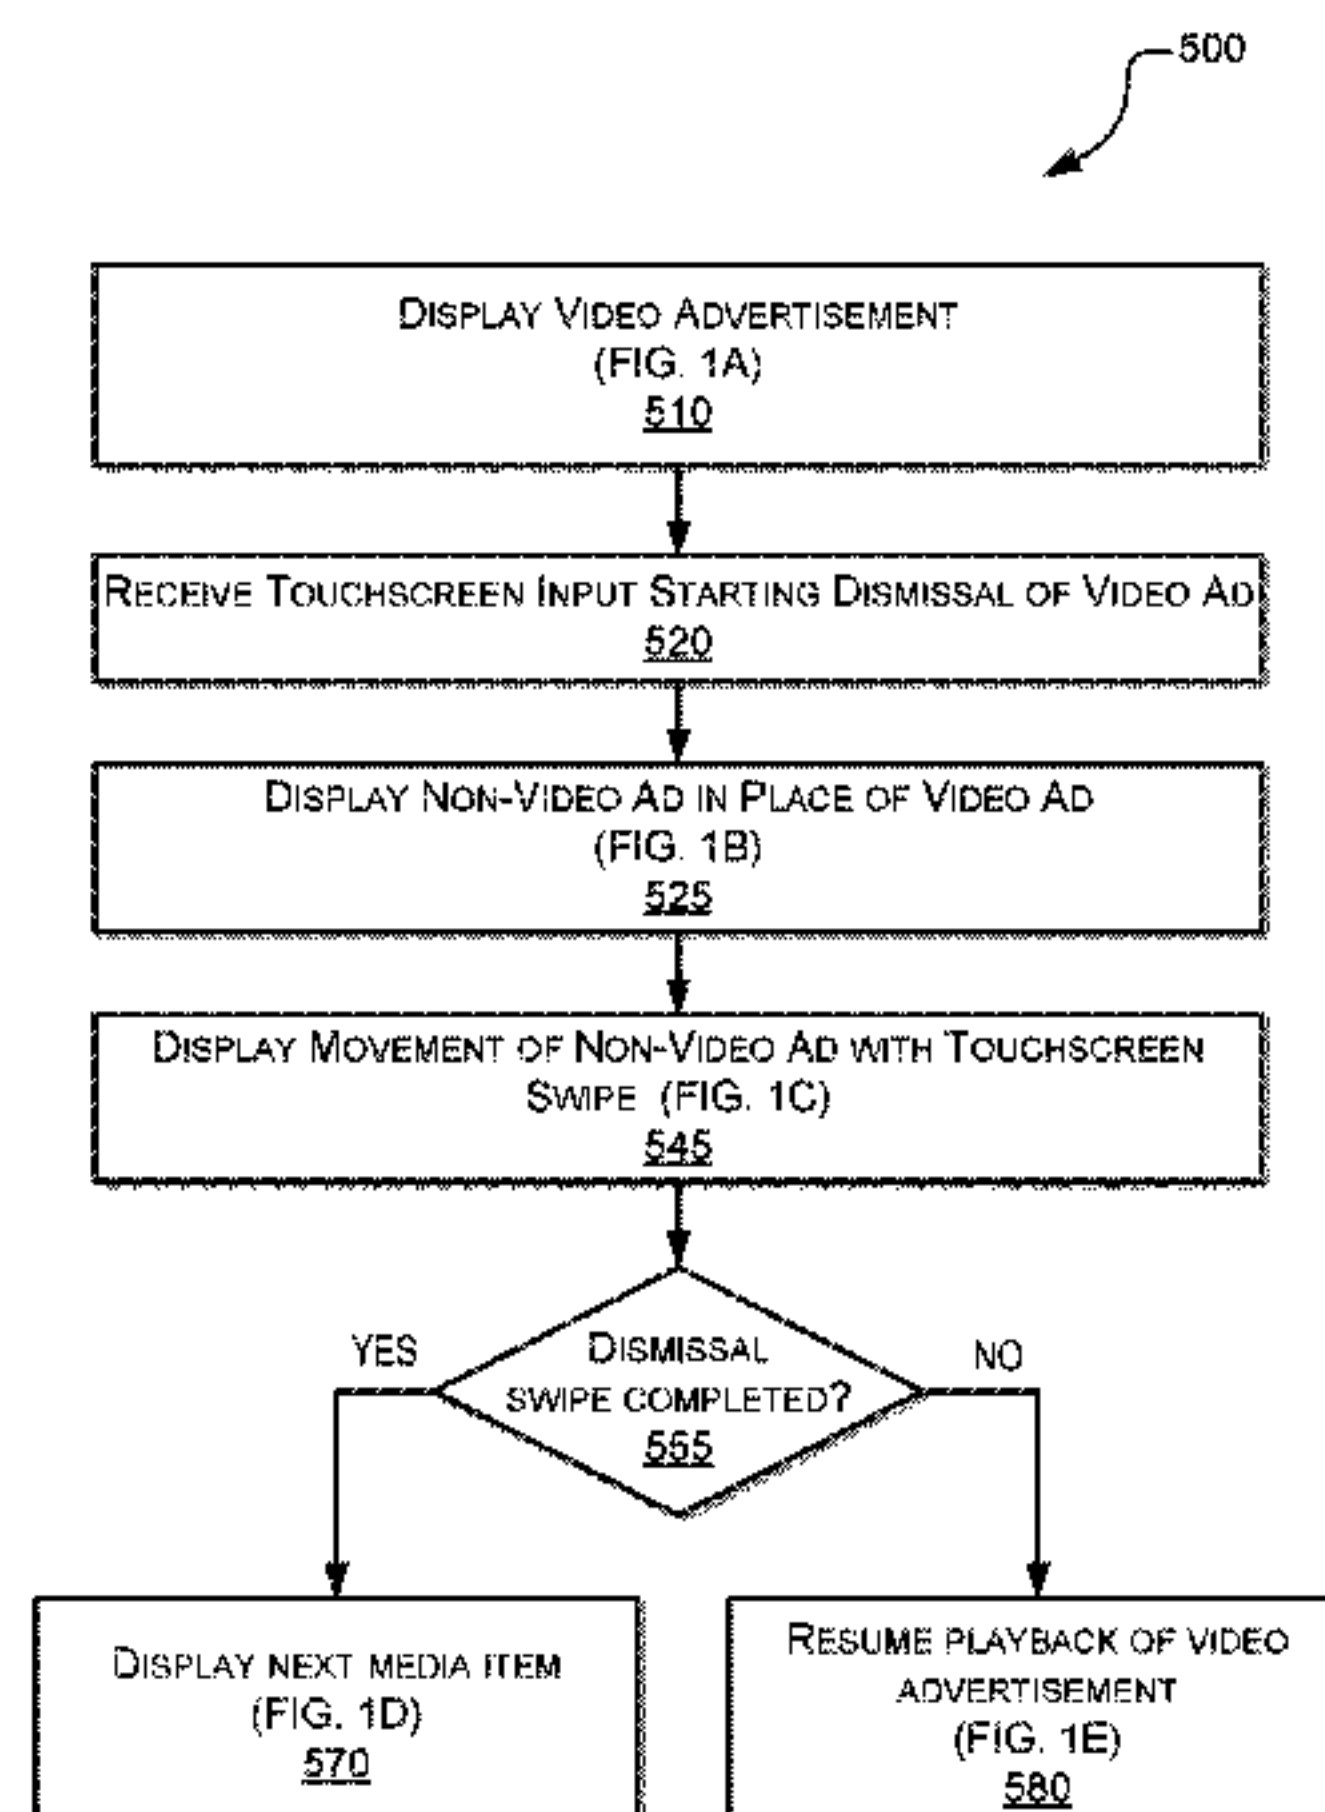 500
DISPLAY VIDEO ADVERTISEMENT
(FIG. 1A)
510
RECEIVE TOUCHSCREEN INPUT STARTING DISMISSAL OF VIDEO AD
520
DISPLAY NON-VIDEO AD IN PLACE OF VIDEO AD
(FIG. 1B)
525
DISPLAY MOVEMENT OF NON-VIDEO AD WITH TOUCHSCREEN
SWIPE (FIG. 1C)
545
YES
DISMISSAL
SWIPE COMPLETED?
555
NO
DISPLAY NEXT MEDIA ITEM
(FIG. 1D)
570
RESUME PLAYBACK OF VIDEO
ADVERTISEMENT
(FIG. 1E)
580